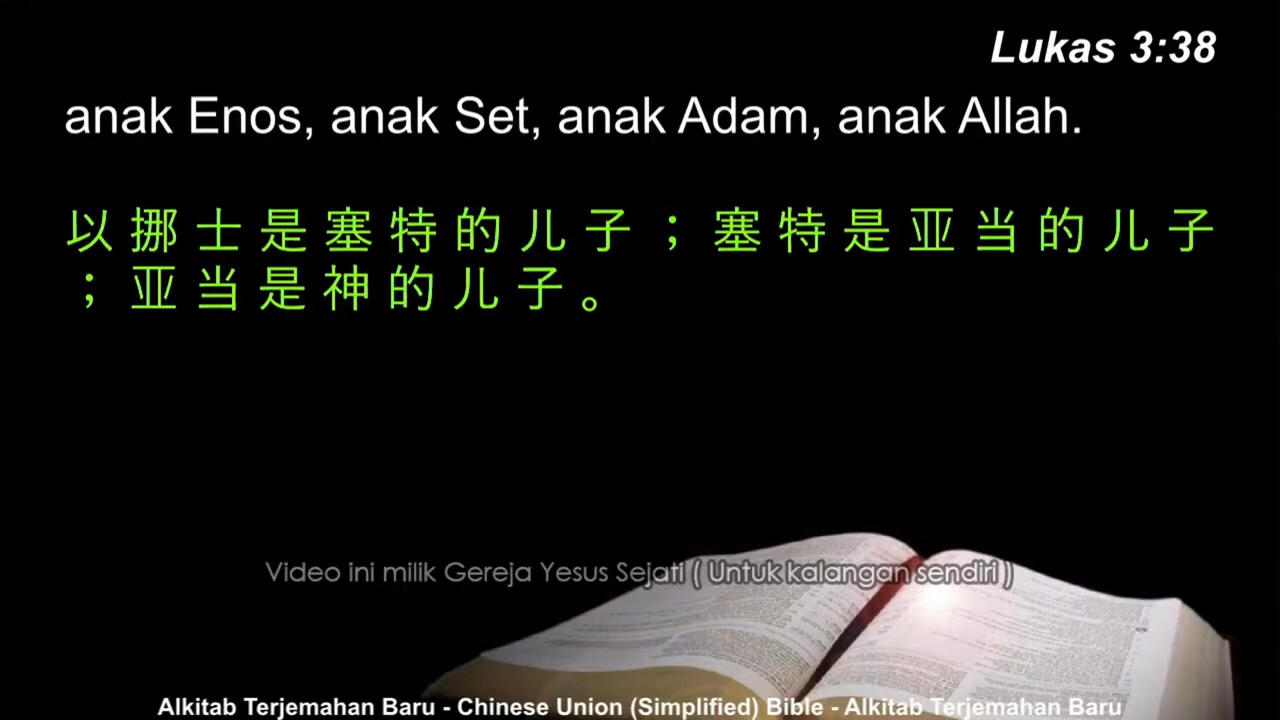 Lukas 3:38
anak Enos, anak Set, anak Adam, anak Allah.
以挪士是塞特的儿子；塞特是亚当的儿子
；亚当是神的儿子。
Video ini milik Gereja Yesus Sejati ( Untuk kalangan sendiri )
Alkitab Terjemahan Baru - Chinese Union (Simplified) Bible - Alkitab Terjemahan Baru